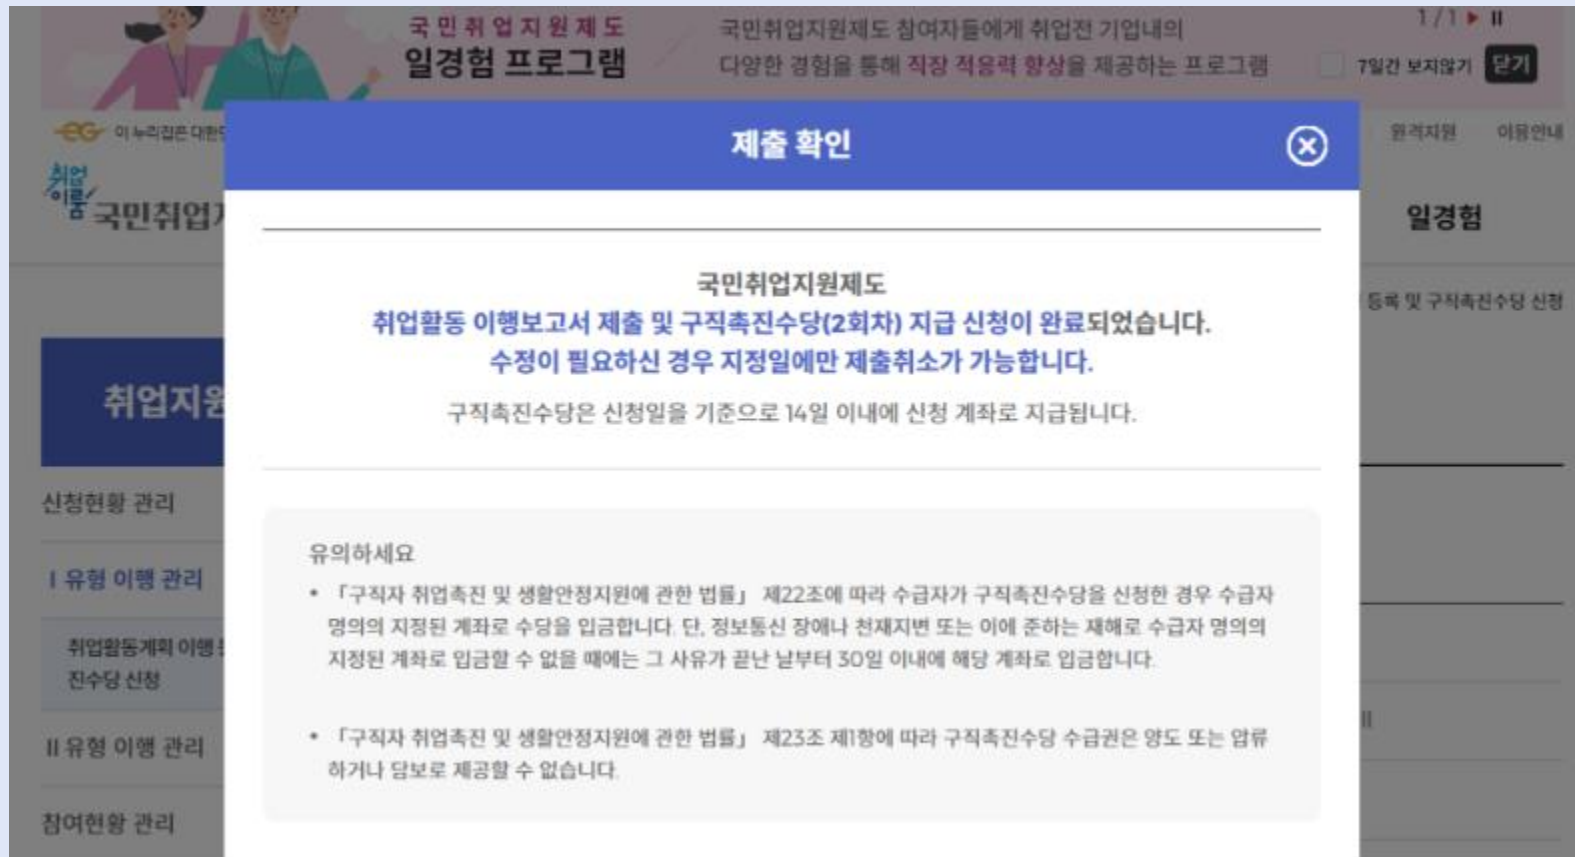 국민취업지원제도
일경험 프로그램
국민취업지원제도 참여자들에게 취업전 기업내의
다양한 경험을 통해 직장 적응력 향상을 제공하는 프로그램
1/1
7일간 보지않기 닫기
이 누리집은 대한민
원격지원 이용안내
취업이룸
국민취업지
일경험
등록 및 구직촉진수당 신청
취업지원
신청현황 관리
I 유형 이행 관리
취업활동계획 이행 등
진수당 신청
II 유형 이행 관리
참여현황 관리
제출 확인
국민취업지원제도
취업활동 이행보고서 제출 및 구직촉진수당(2회차) 지급 신청이 완료되었습니다.
수정이 필요하신 경우 지정일에만 제출취소가 가능합니다.
구직촉진수당은 신청일을 기준으로 14일 이내에 신청 계좌로 지급됩니다.
유의하세요
• 「구직자 취업촉진 및 생활안정지원에 관한 법률」 제22조에 따라 수급자가 구직촉진수당을 신청한 경우 수급자
명의의 지정된 계좌로 수당을 입금합니다. 단, 정보통신 장애나 천재지변 또는 이에 준하는 재해로 수급자 명의의
지정된 계좌로 입금할 수 없을 때에는 그 사유가 끝난 날부터 30일 이내에 해당 계좌로 입금합니다.
• 「구직자 취업촉진 및 생활안정지원에 관한 법률」 제23조 제1항에 따라 구직촉진수당 수급권은 양도 또는 압류
하거나 담보로 제공할 수 없습니다.